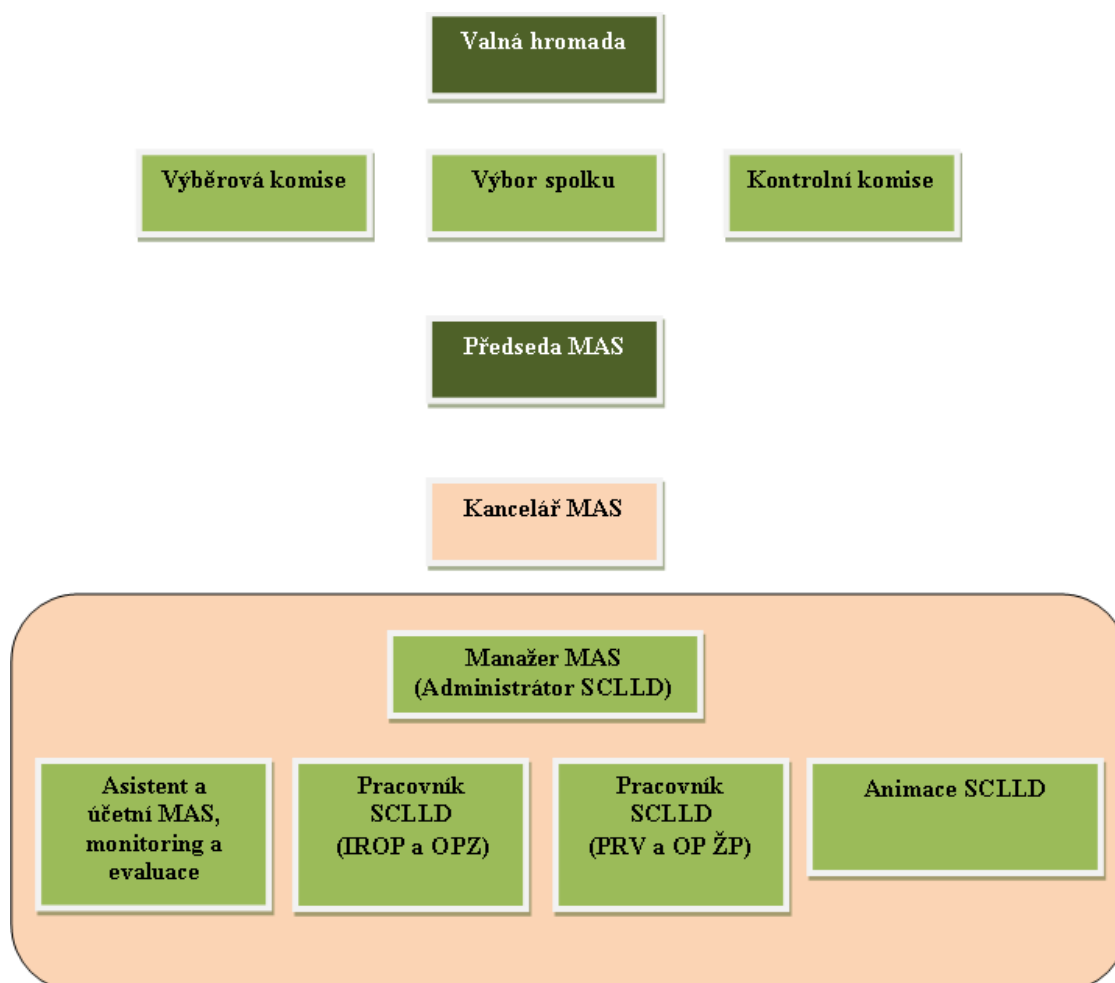 Valná hromada
Výběrová komise
Výbor spolku
Kontrolní komise
Předseda MAS
Kancelář MAS
Manažer MAS
(Administrátor SCLLD)
Asistent a
účetní MAS,
monitoring a
evaluace
Pracovník
SCLLD
(IROP a OPZ)
Pracovník
SCLLD
(PRV a OP ŽP)
Animace SCLLD